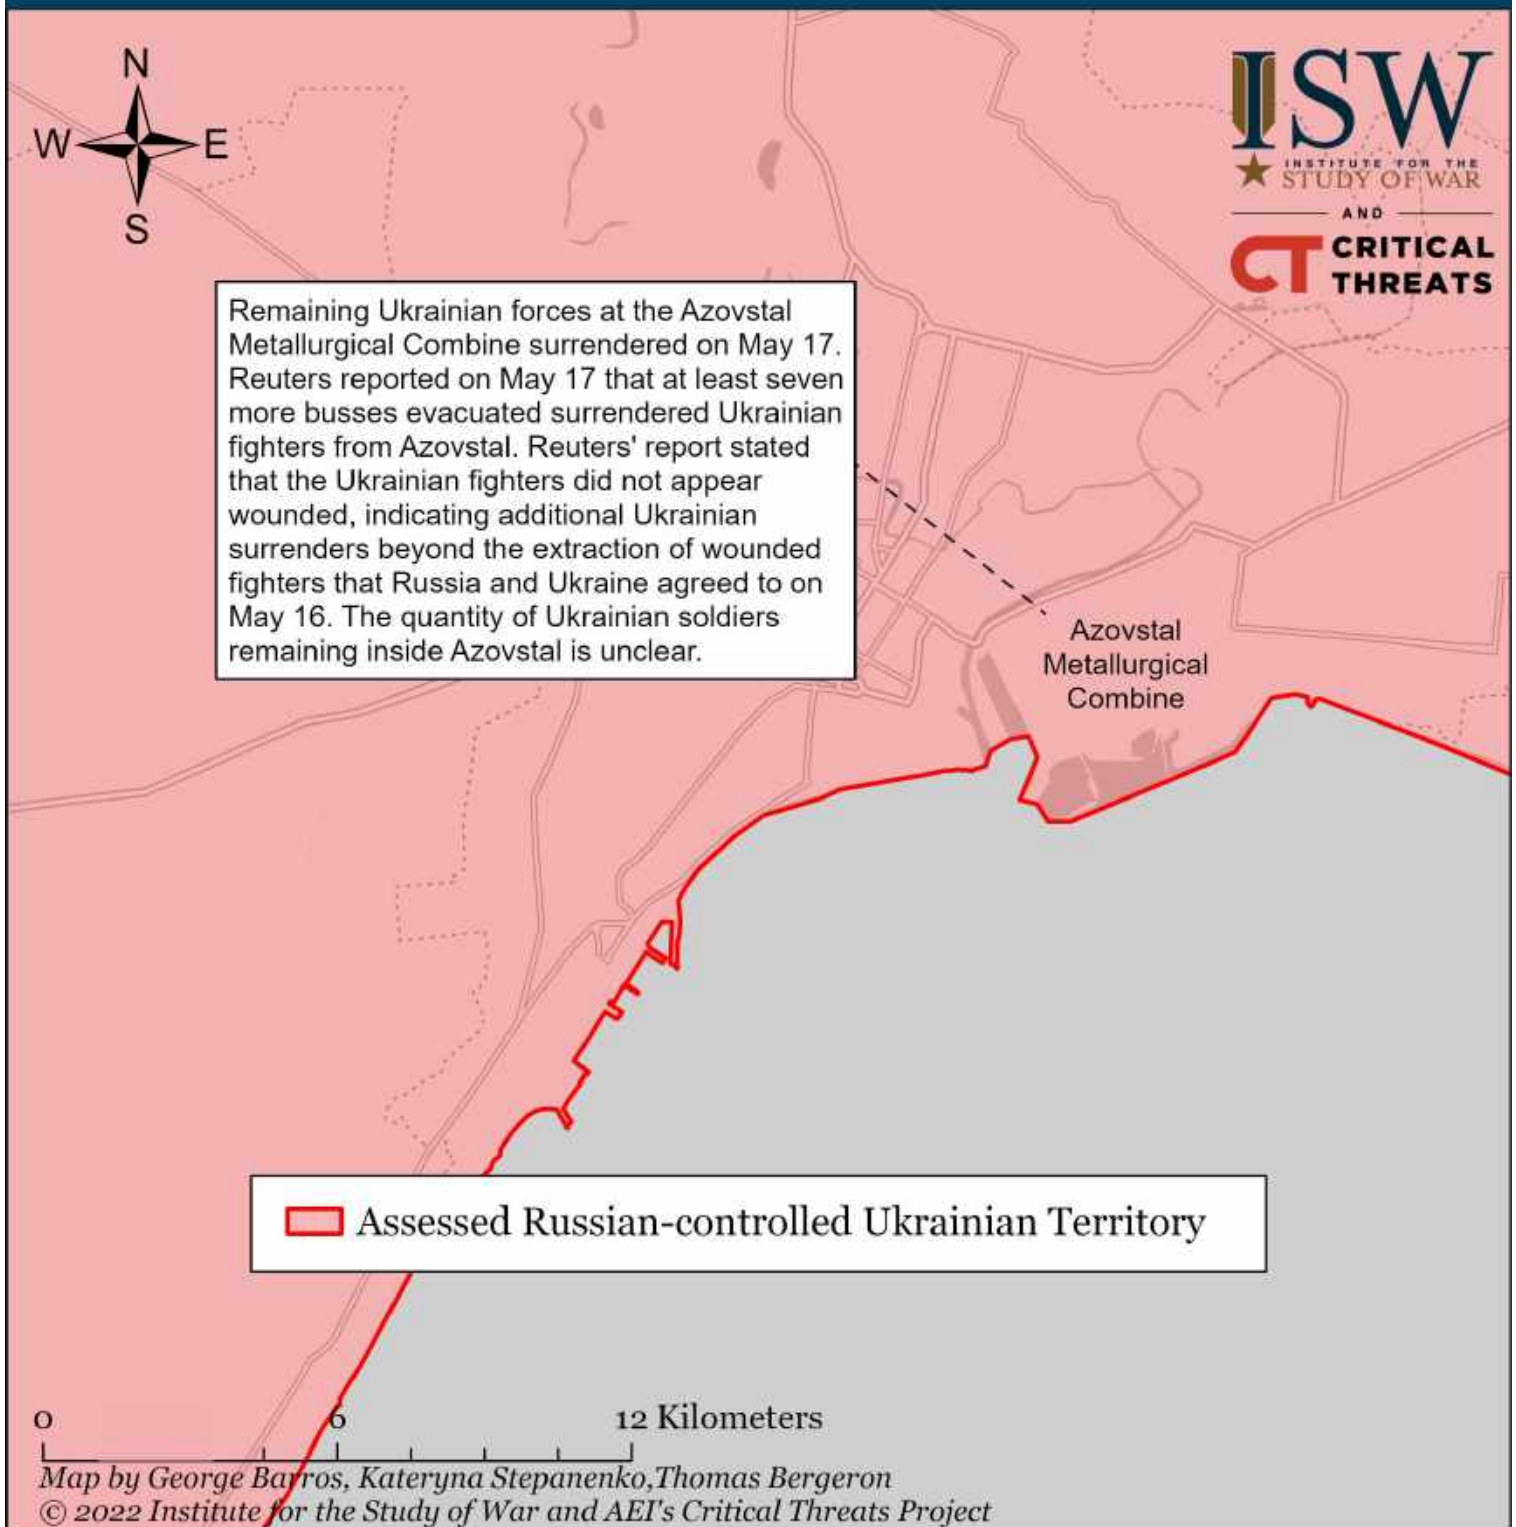 N
W E
S
ISW
INSTITUTE FOR THE
STUDY OF WAR
AND
CT CRITICAL
THREATS
Remaining Ukrainian forces at the Azovstal
Metallurgical Combine surrendered on May 17.
Reuters reported on May 17 that at least seven
more busses evacuated surrendered Ukrainian
fighters from Azovstal. Reuters' report stated
that the Ukrainian fighters did not appear
wounded, indicating additional Ukrainian
surrenders beyond the extraction of wounded
fighters that Russia and Ukraine agreed to on
May 16. The quantity of Ukrainian soldiers
remaining inside Azovstal is unclear.
Azovstal
Metallurgical
Combine
Assessed Russian-controlled Ukrainian Territory
0 6 12 Kilometers
Map by George Barros, Kateryna Stepanenko,Thomas Bergeron
© 2022 Institute for the Study of War and AEI's Critical Threats Project